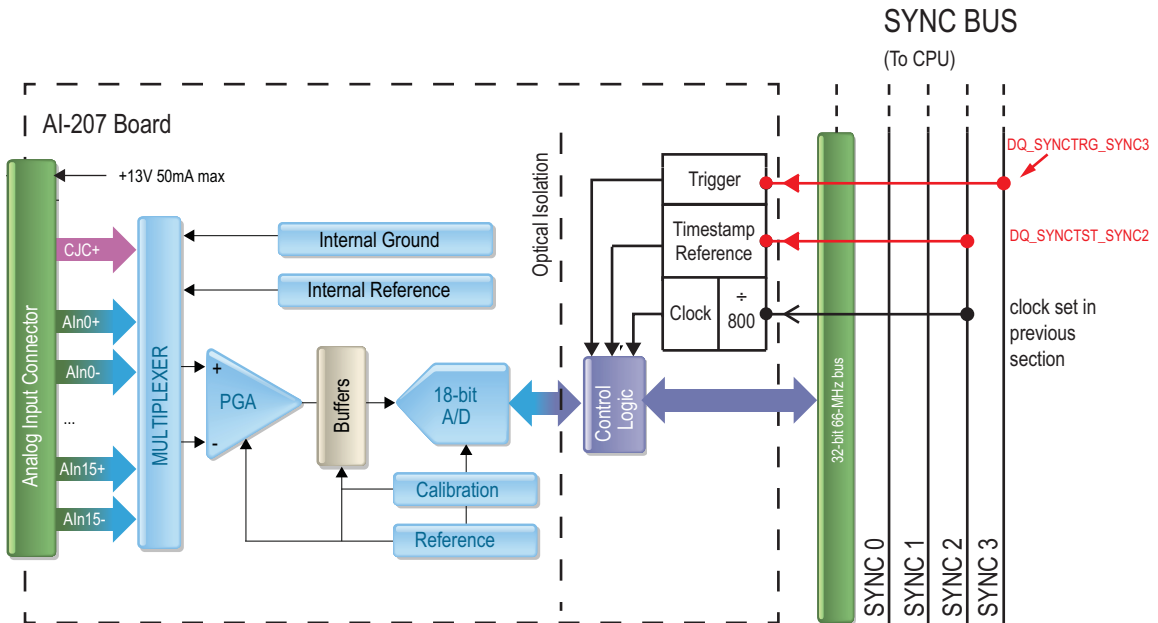 SYNC BUS
(To CPU)
AI-207 Board
+13V 50mA max
DQ_SYNCTRG_SYNC3
Trigger
CJC+
Internal Ground
Timestamp
Reference
DQ_SYNCTST_SYNC2
Optical Isolation
Internal Reference
Clock
÷
800
clock set in
previous
section
AIn0+
AIn0-
...
AIn15+
AIn15-
Analog Input Connector
MULTIPLEXER
+
-
PGA
Buffers
18-bit
A/D
Control
Logic
32-bit 66-MHz bus
Calibration
Reference
SYNC 0
SYNC 1
SYNC 2
SYNC 3